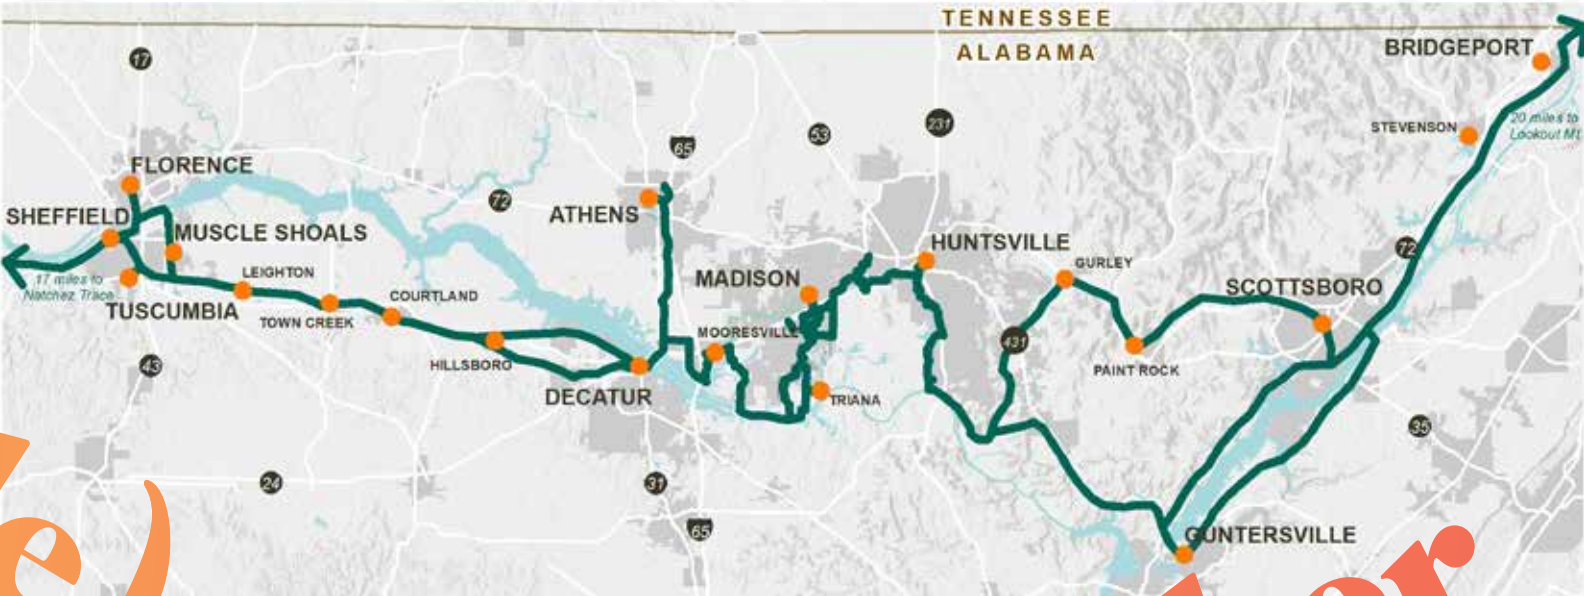 TENNESSEE
ALABAMA
BRIDGEPORT
17
STEVENSON
20 miles to
Lookout Mt.
231
53
65
FLORENCE
72
ATHENS
SHEFFIELD
MUSCLE SHOALS
HUNTSVILLE
72
GURLEY
LEIGHTON
MADISON
17 miles to
Natchez Trace
SCOTTSBORO
COURTLAND
TUSCUMBIA
TOWN CREEK
MOORESVILLE
431
HILLSBORO
43
PAINT ROCK
DECATUR
TRIANA
35
24
31
65
GUNTERSVILLE
e)
or